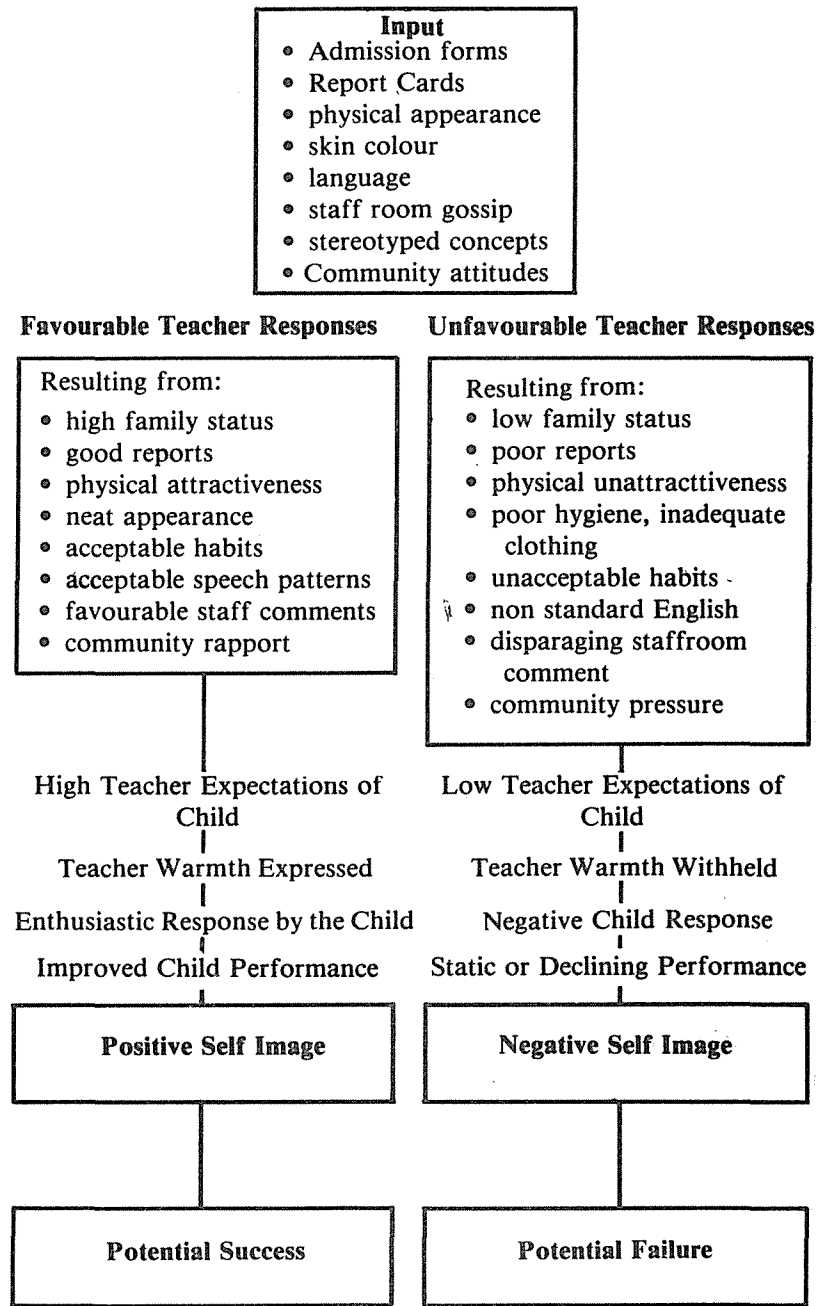 Input
• Admission forms
• Report Cards
• physical appearance
• skin colour
• language
• staff room gossip
• stereotyped concepts
• Community attitudes
Favourable Teacher Responses
Resulting from:
• high family status
• good reports
• physical attractiveness
• neat appearance
• acceptable habits
• acceptable speech patterns
• favourable staff comments
• community rapport
High Teacher Expectations of
Child
Teacher Warmth Expressed
Enthusiastic Response by the Child
Improved Child Performance
Positive Self Image
Potential Success
Unfavourable Teacher Responses
Resulting from:
• low family status
• poor reports
• physical unattracttiveness
• poor hygiene, inadequate
clothing
• unacceptable habits
• non standard English
• disparaging staffroom
comment
• community pressure
Low Teacher Expectations of
Child
Teacher Warmth Withheld
Negative Child Response
Static or Declining Performance
Negative Self Image
Potential Failure